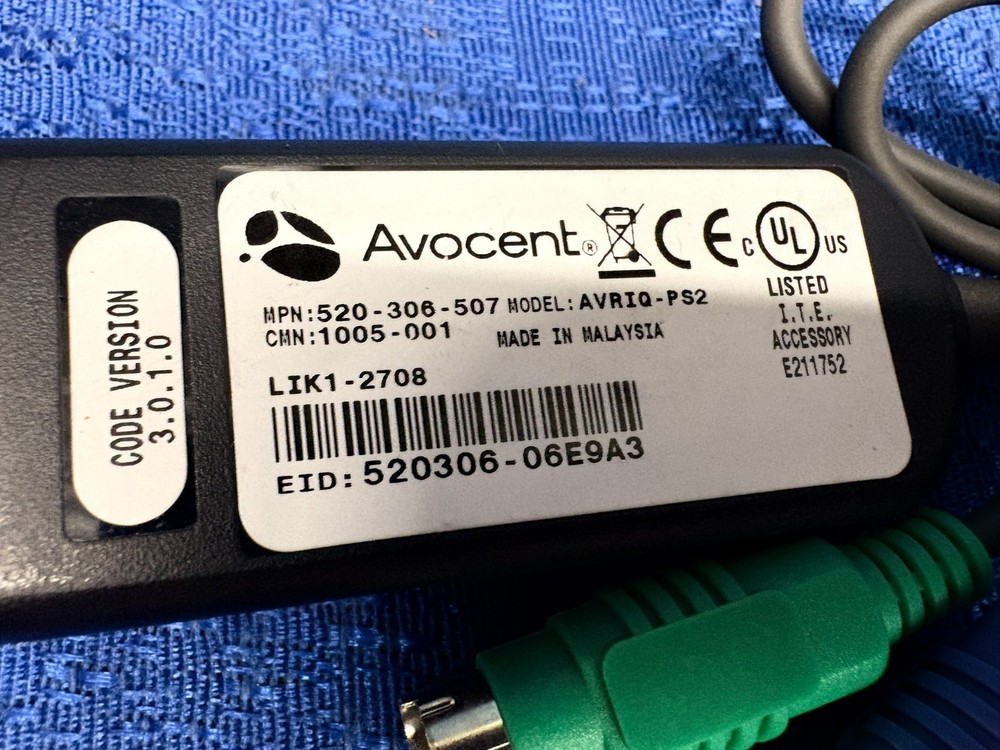 CODE VERSION
3.0.1.0
Avocent®
CE
c UL US
LISTED
I.T.E.
ACCESSORY
E211752
MPN:520-306-507 MODEL:AVRIQ-PS2
CMN:1005-001 MADE IN MALAYSIA
LIK1-2708
EID:520306-06E9A3